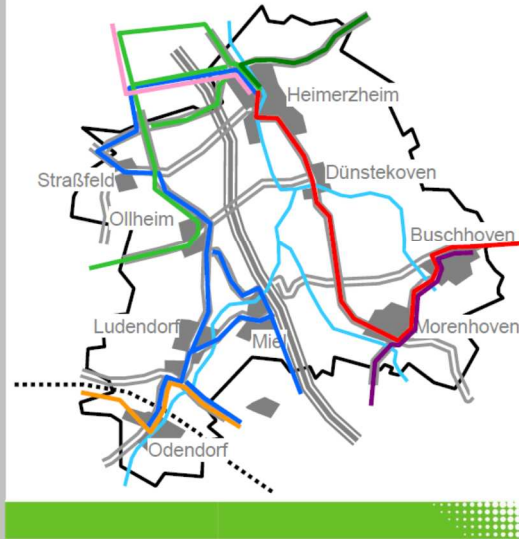 Heimerzheim
Dünstekoven
Straßfeld
Ollheim
Buschhoven
Ludendorf
Miel
Morenhoven
Odendorf